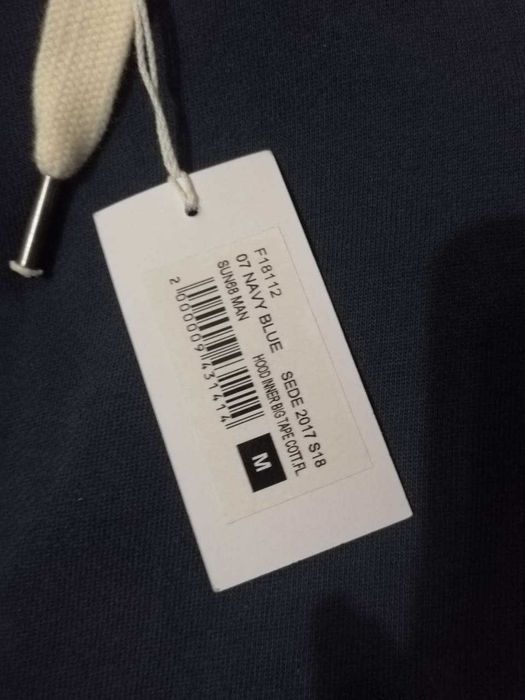 F18112
07 NAVY BLUE SEDE 2017 S18
SUN68 MAN HOOD INNER BIG TAPE COTT.FL
2 000009 431414
M